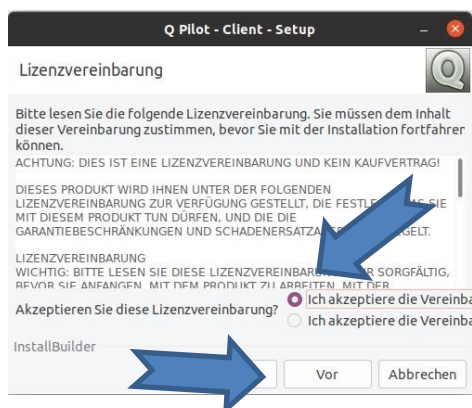 Q Pilot - Client - Setup
Lizenzvereinbarung
Q
Bitte lesen Sie die folgende Lizenzvereinbarung. Sie müssen dem Inhalt
dieser Vereinbarung zustimmen, bevor Sie mit der Installation fortfahren
können.
ACHTUNG: DIES IST EINE LIZENZVEREINBARUNG UND KEIN KAUFVERTRAG!
DIESES PRODUKT WIRD IHNEN UNTER DER FOLGENDEN
LIZENZVEREINBARUNG ZUR VERFÜGUNG GESTELLT, DIE SIE
MIT DIESEM PRODUKT TUN DÜRFEN, UND DIE DIE
GARANTIEBESCHRÄNKUNGEN UND
LIZENZVEREINBARUNG
WICHTIG: BITTE LESEN SIE DIESE SORGFÄLTIG,
BEVOR SIE ANFANGEN, MIT DEM PRODUKT ZU ARBEITEN. MIT DER
Akzeptieren Sie diese Lizenzvereinbarung?
Ich akzeptiere die Vereinba
Ich akzeptiere die Vereinba
InstallBuilder
Vor Abbrechen